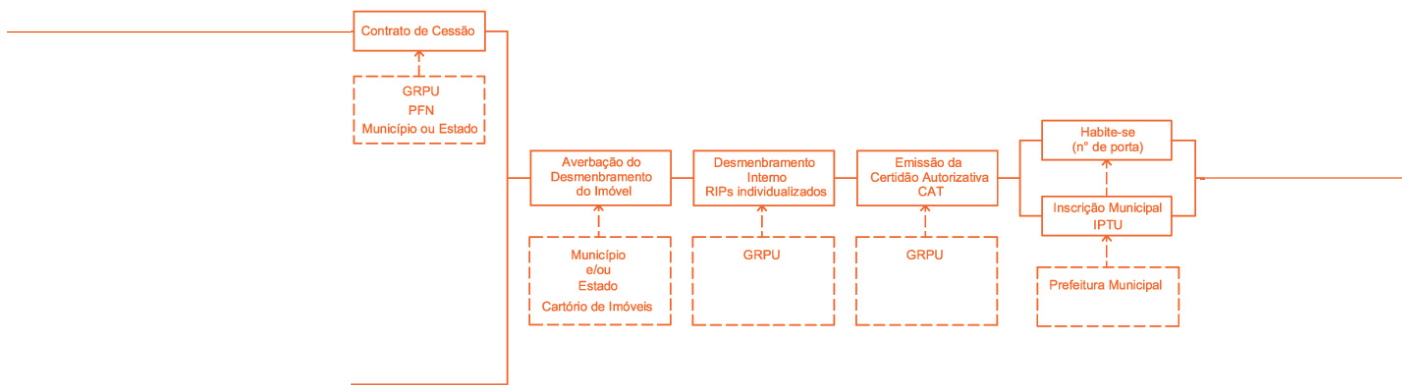 Contrato de Cessão
GRPU
PFN
Município ou Estado
Averbação do
Desmenbramento
do Imóvel
Município
e/ou
Estado
Cartório de Imóveis
Desmenbramento
Interno
RIPs individualizados
GRPU
Emissão da
Certidão Autorizativa
CAT
GRPU
Habite-se
(n° de porta)
Inscrição Municipal
IPTU
Prefeitura Municipal